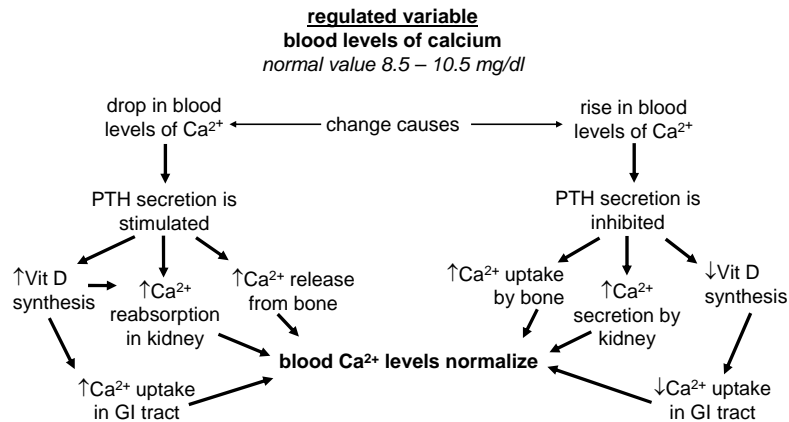 regulated variable
blood levels of calcium
normal value 8.5 – 10.5 mg/dl
drop in blood
levels of Ca²⁺
change causes
rise in blood
levels of Ca²⁺
PTH secretion is
stimulated
PTH secretion is
inhibited
↑Vit D
synthesis
↑Ca²⁺
reabsorption
in kidney
↑Ca²⁺ release
from bone
↑Ca²⁺ uptake
by bone
↑Ca²⁺
secretion by
kidney
↓Vit D
synthesis
blood Ca²⁺ levels normalize
↑Ca²⁺ uptake
in GI tract
↓Ca²⁺ uptake
in GI tract